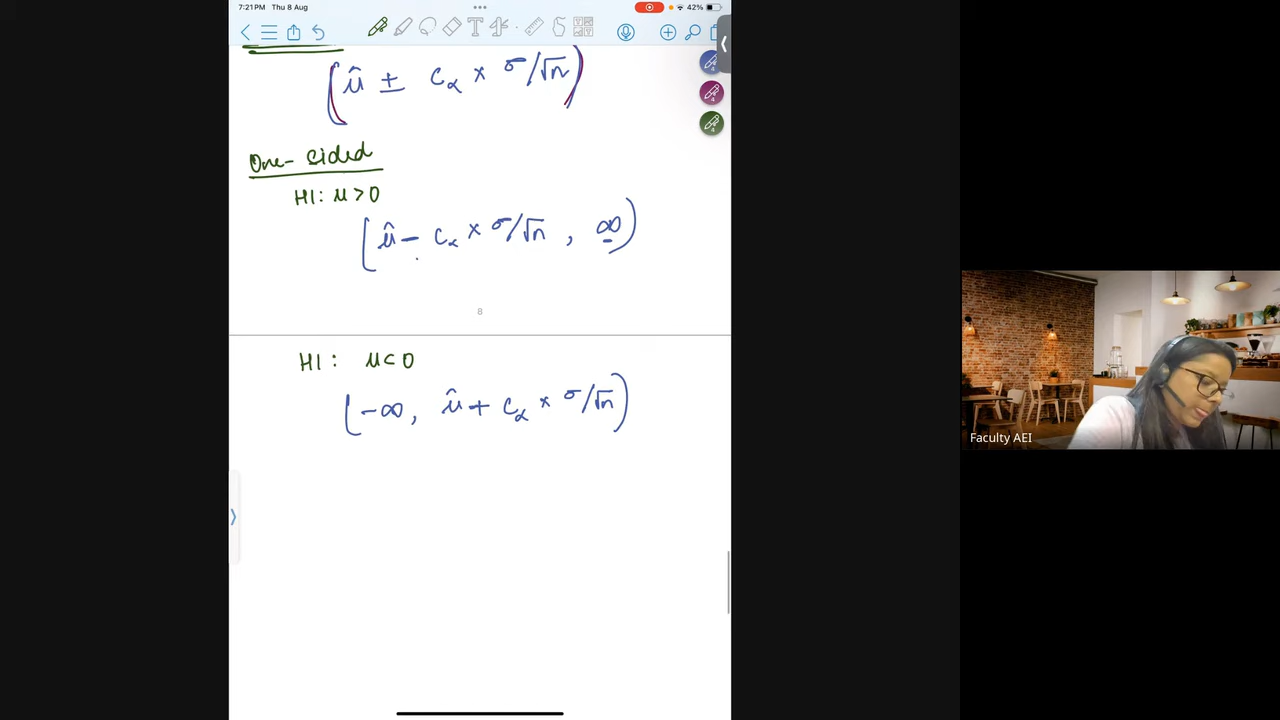 7:21 PM Thu 8 Aug
42%
(μ̂ ± cα × σ/√n)
One-sided
H1: μ > 0
[μ̂ - cα × σ/√n, ∞)
8
H1: μ < 0
(-∞, μ̂ + cα × σ/√n)
Faculty AEI